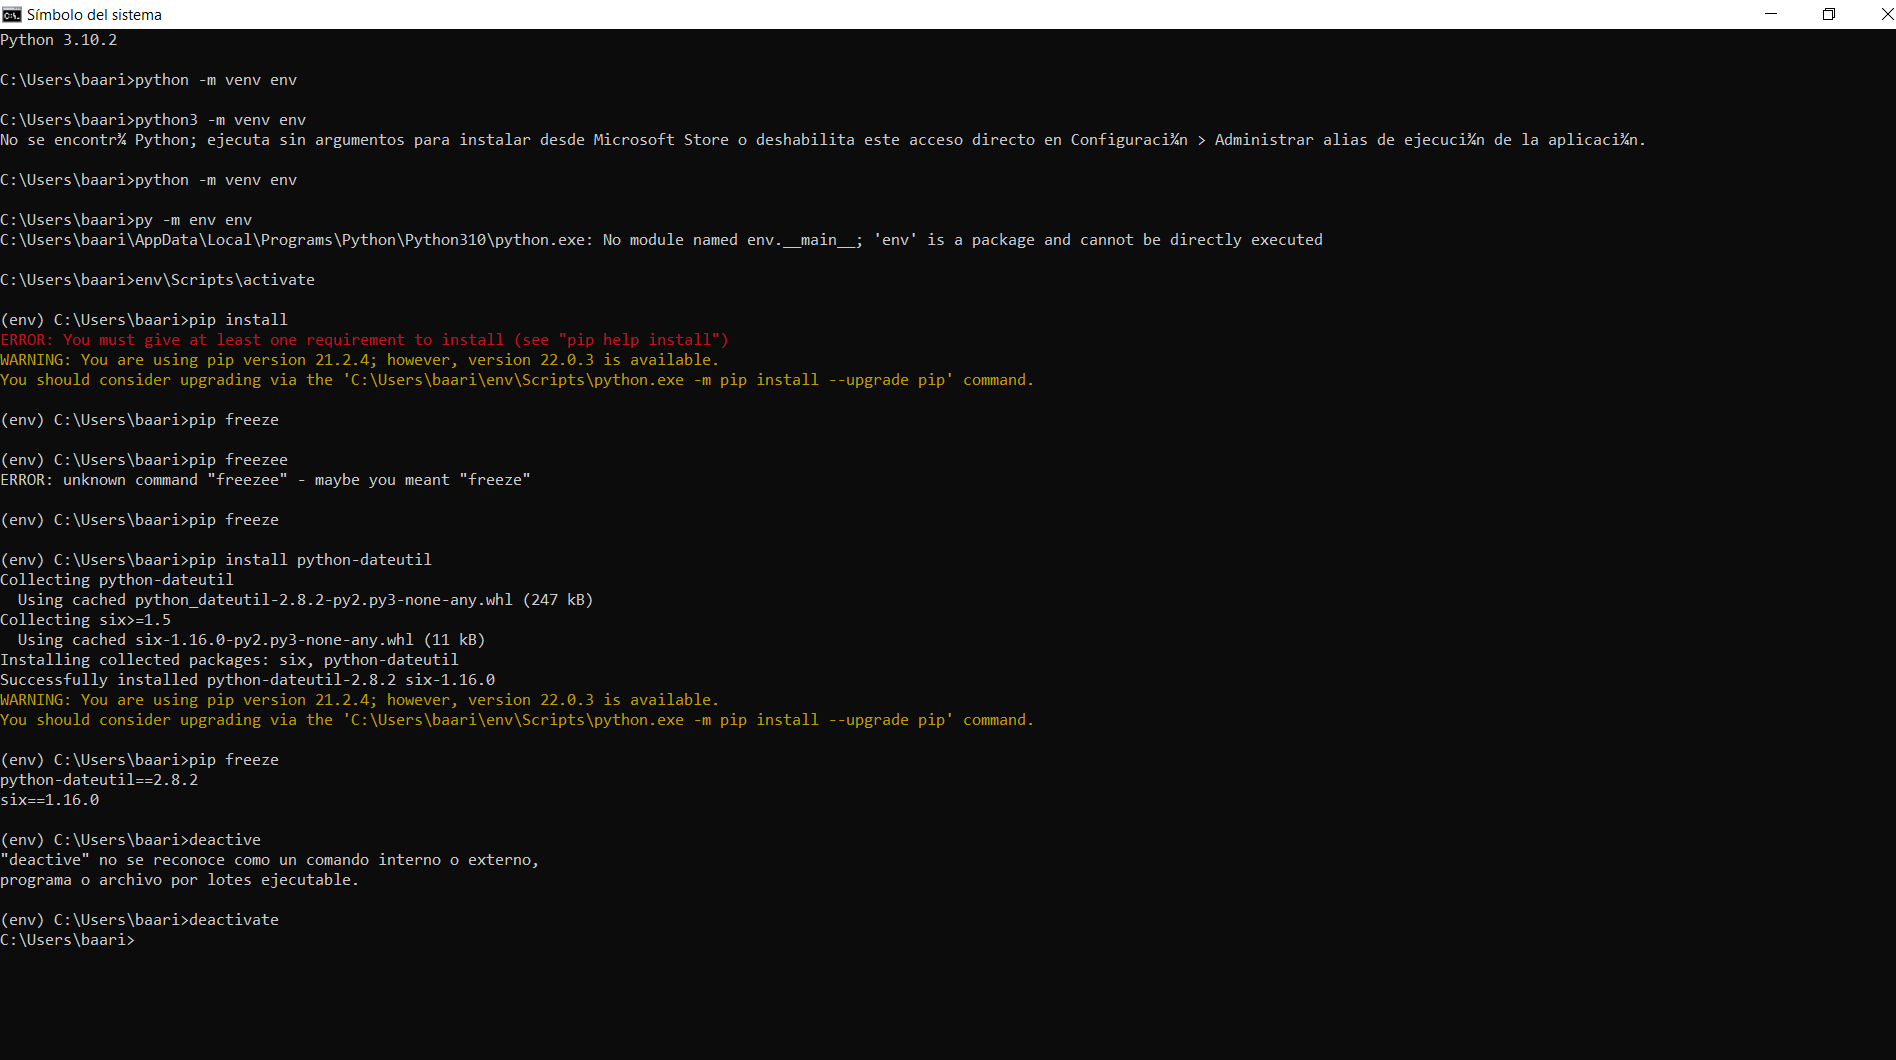 Símbolo del sistema
Python 3.10.2
C:\Users\baari>python -m venv env
C:\Users\baari>python3 -m venv env
No se encontr¾ Python; ejecuta sin argumentos para instalar desde Microsoft Store o deshabilita este acceso directo en Configuraci¾n > Administrar alias de ejecuci¾n de la aplicaci¾n.
C:\Users\baari>python -m venv env
C:\Users\baari>py -m env env
C:\Users\baari\AppData\Local\Programs\Python\Python310\python.exe: No module named env.__main__; 'env' is a package and cannot be directly executed
C:\Users\baari>env\Scripts\activate
(env) C:\Users\baari>pip install
ERROR: You must give at least one requirement to install (see "pip help install")
WARNING: You are using pip version 21.2.4; however, version 22.0.3 is available.
You should consider upgrading via the 'C:\Users\baari\env\Scripts\python.exe -m pip install --upgrade pip' command.
(env) C:\Users\baari>pip freeze
(env) C:\Users\baari>pip freezee
ERROR: unknown command "freezee" - maybe you meant "freeze"
(env) C:\Users\baari>pip freeze
(env) C:\Users\baari>pip install python-dateutil
Collecting python-dateutil
  Using cached python_dateutil-2.8.2-py2.py3-none-any.whl (247 kB)
Collecting six>=1.5
  Using cached six-1.16.0-py2.py3-none-any.whl (11 kB)
Installing collected packages: six, python-dateutil
Successfully installed python-dateutil-2.8.2 six-1.16.0
WARNING: You are using pip version 21.2.4; however, version 22.0.3 is available.
You should consider upgrading via the 'C:\Users\baari\env\Scripts\python.exe -m pip install --upgrade pip' command.
(env) C:\Users\baari>pip freeze
python-dateutil==2.8.2
six==1.16.0
(env) C:\Users\baari>deactive
"deactive" no se reconoce como un comando interno o externo,
programa o archivo por lotes ejecutable.
(env) C:\Users\baari>deactivate
C:\Users\baari>